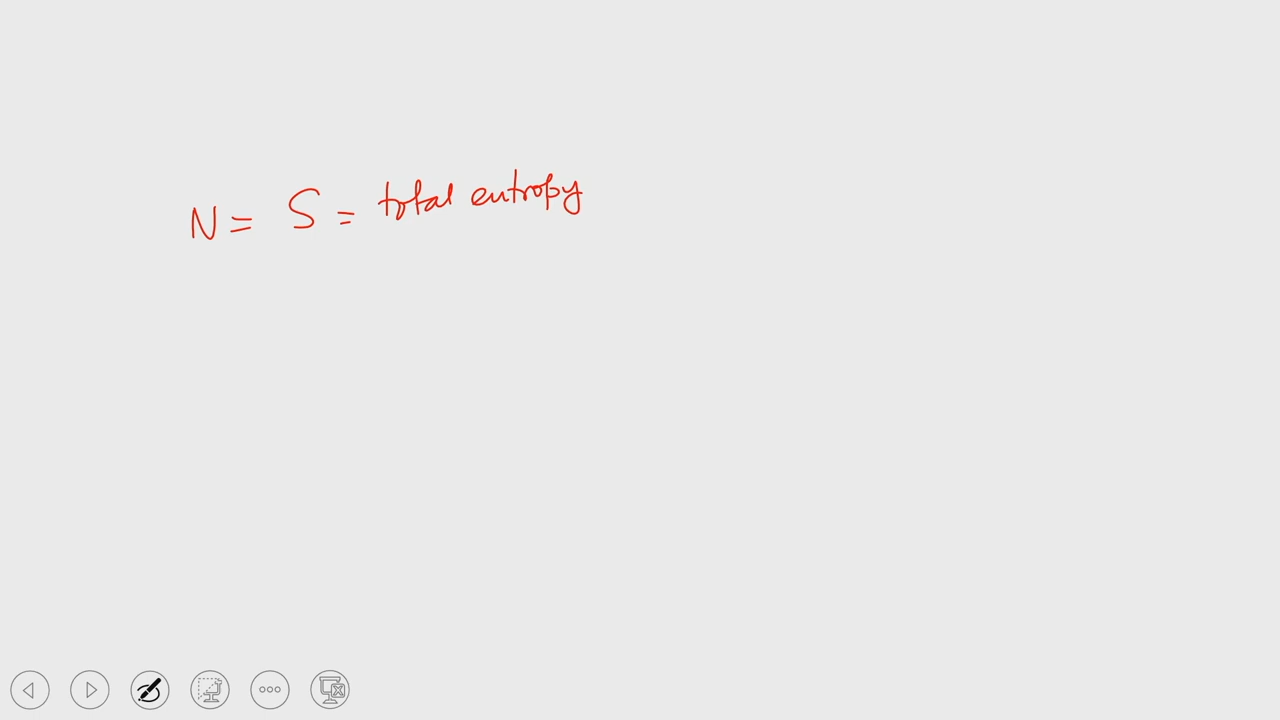 N = S = total entropy